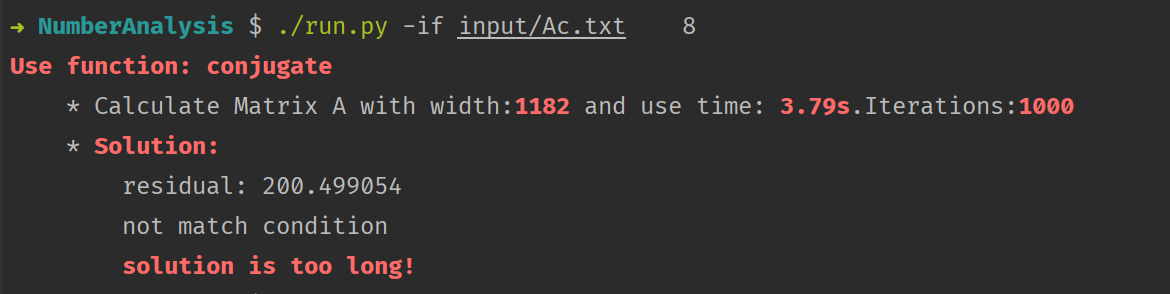 → NumberAnalysis $ ./run.py -if input/Ac.txt    8
Use function: conjugate
    * Calculate Matrix A with width:1182 and use time: 3.79s.Iterations:1000
    * Solution:
        residual: 200.499054
        not match condition
        solution is too long!